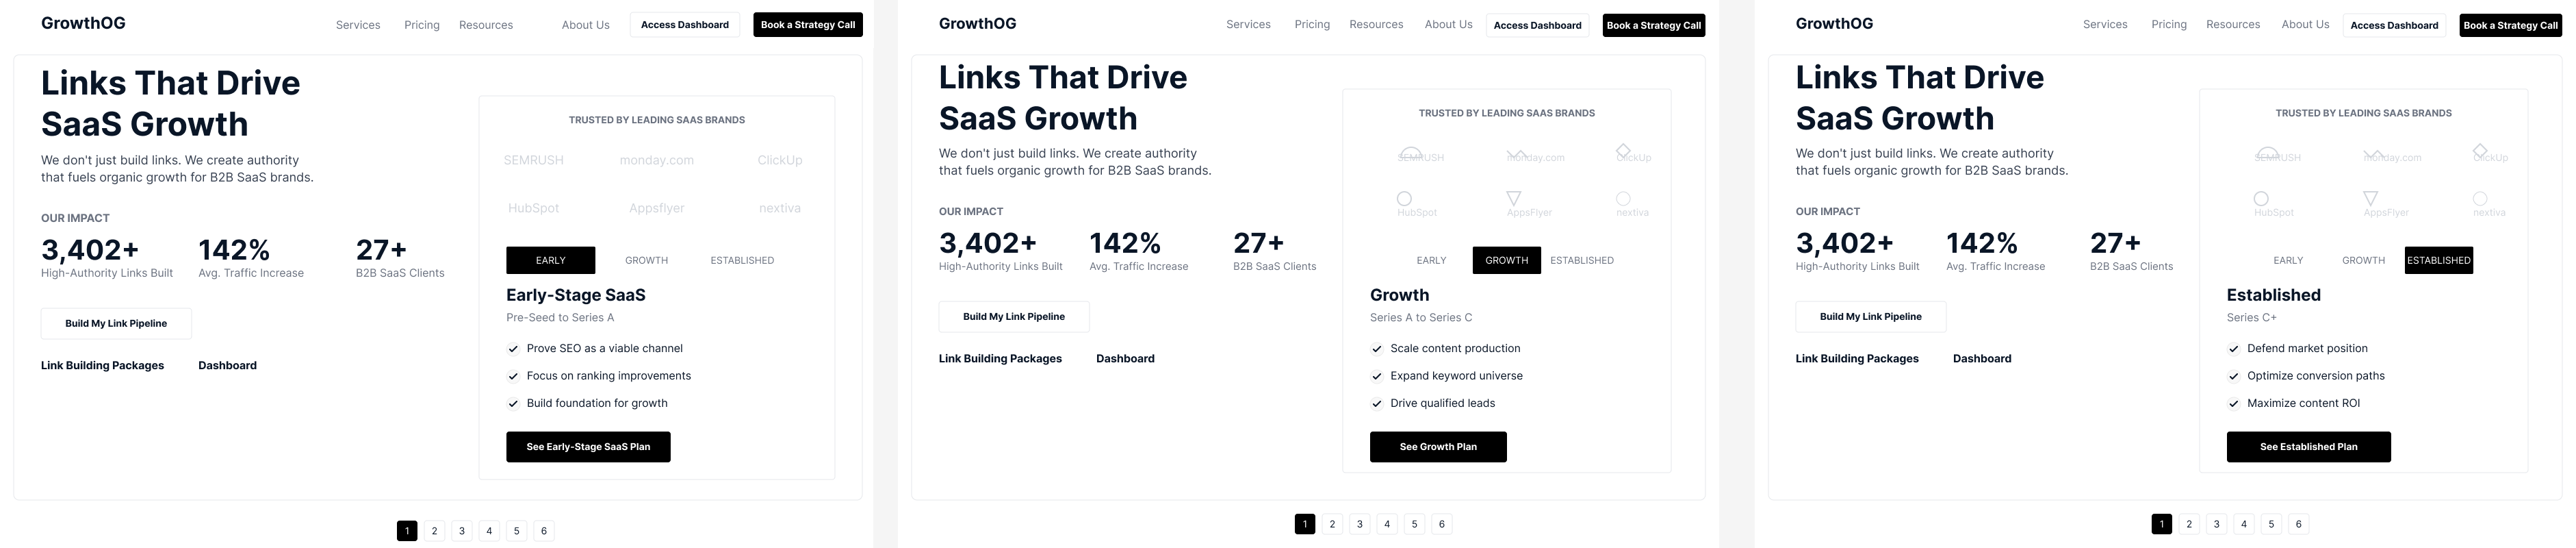 GrowthOG
Services Pricing Resources About Us Access Dashboard Book a Strategy Call
Links That Drive
SaaS Growth
We don't just build links. We create authority
that fuels organic growth for B2B SaaS brands.
OUR IMPACT
3,402+ 142% 27+
High-Authority Links Built Avg. Traffic Increase B2B SaaS Clients
Build My Link Pipeline
Link Building Packages Dashboard
TRUSTED BY LEADING SAAS BRANDS
SEMRUSH monday.com ClickUp
HubSpot Appsflyer nextiva
EARLY GROWTH ESTABLISHED
Early-Stage SaaS
Pre-Seed to Series A
Prove SEO as a viable channel
Focus on ranking improvements
Build foundation for growth
See Early-Stage SaaS Plan
1 2 3 4 5 6
GrowthOG
Services Pricing Resources About Us Access Dashboard Book a Strategy Call
Links That Drive
SaaS Growth
We don't just build links. We create authority
that fuels organic growth for B2B SaaS brands.
OUR IMPACT
3,402+ 142% 27+
High-Authority Links Built Avg. Traffic Increase B2B SaaS Clients
Build My Link Pipeline
Link Building Packages Dashboard
TRUSTED BY LEADING SAAS BRANDS
SEMRUSH monday.com ClickUp
HubSpot AppsFlyer nextiva
EARLY GROWTH ESTABLISHED
Growth
Series A to Series C
Scale content production
Expand keyword universe
Drive qualified leads
See Growth Plan
1 2 3 4 5 6
GrowthOG
Services Pricing Resources About Us Access Dashboard Book a Strategy Call
Links That Drive
SaaS Growth
We don't just build links. We create authority
that fuels organic growth for B2B SaaS brands.
OUR IMPACT
3,402+ 142% 27+
High-Authority Links Built Avg. Traffic Increase B2B SaaS Clients
Build My Link Pipeline
Link Building Packages Dashboard
TRUSTED BY LEADING SAAS BRANDS
SEMRUSH monday.com ClickUp
HubSpot AppsFlyer nextiva
EARLY GROWTH ESTABLISHED
Established
Series C+
Defend market position
Optimize conversion paths
Maximize content ROI
See Established Plan
1 2 3 4 5 6